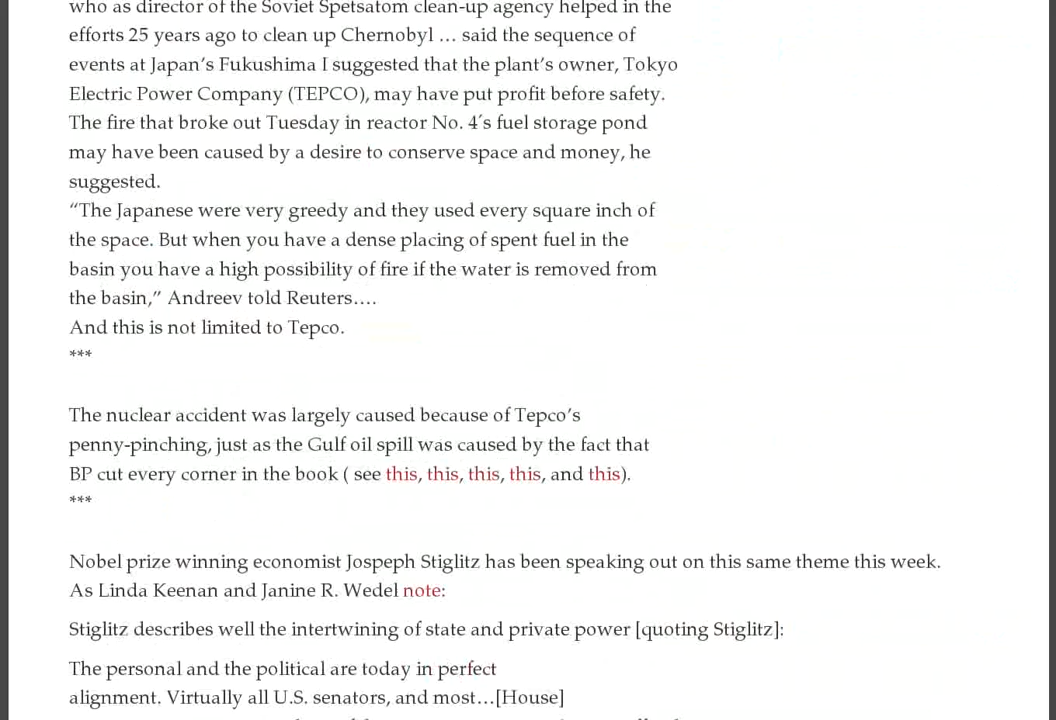 who as director of the Soviet Spetsatom clean-up agency helped in the
efforts 25 years ago to clean up Chernobyl … said the sequence of
events at Japan’s Fukushima I suggested that the plant’s owner, Tokyo
Electric Power Company (TEPCO), may have put profit before safety.
The fire that broke out Tuesday in reactor No. 4′s fuel storage pond
may have been caused by a desire to conserve space and money, he
suggested.
“The Japanese were very greedy and they used every square inch of
the space. But when you have a dense placing of spent fuel in the
basin you have a high possibility of fire if the water is removed from
the basin,” Andreev told Reuters….
And this is not limited to Tepco.
***
The nuclear accident was largely caused because of Tepco’s
penny-pinching, just as the Gulf oil spill was caused by the fact that
BP cut every corner in the book ( see this, this, this, this, and this).
***
Nobel prize winning economist Jospeph Stiglitz has been speaking out on this same theme this week.
As Linda Keenan and Janine R. Wedel note:
Stiglitz describes well the intertwining of state and private power [quoting Stiglitz]:
The personal and the political are today in perfect
alignment. Virtually all U.S. senators, and most…[House]